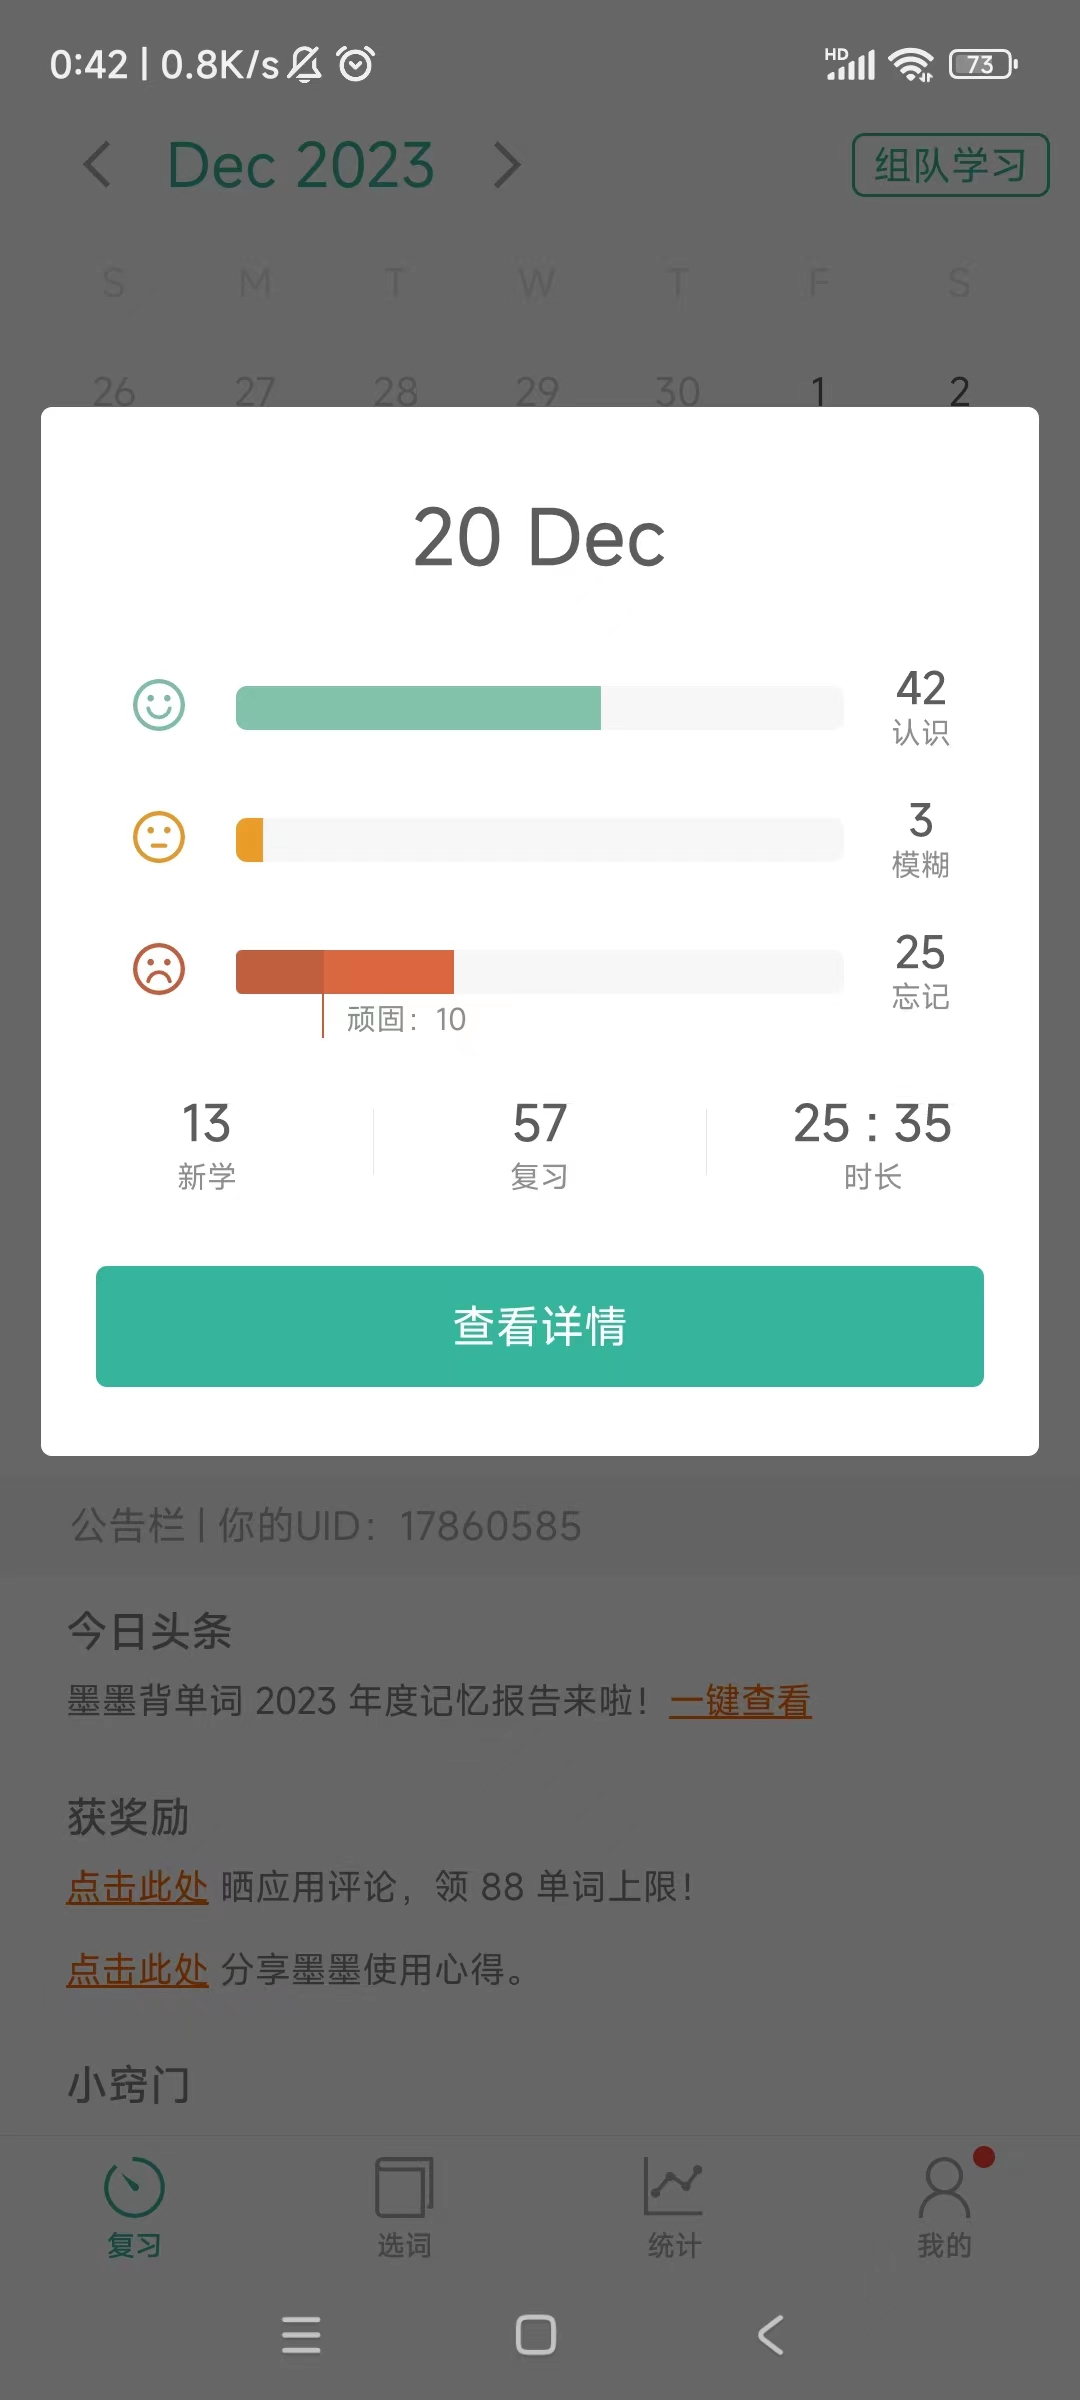 0:42 | 0.8K/s HD 73
Dec 2023 组队学习
S M T W T F S
26 27 28 29 30 1 2
20 Dec
42
认识
3
模糊
25
忘记
顽固：10
13 57 25 : 35
新学 复习 时长
查看详情
公告栏 | 你的UID：17860585
今日头条
墨墨背单词 2023 年度记忆报告来啦！一键查看
获奖励
点击此处 晒应用评论，领 88 单词上限！
点击此处 分享墨墨使用心得。
小窍门
复习 选词 统计 我的